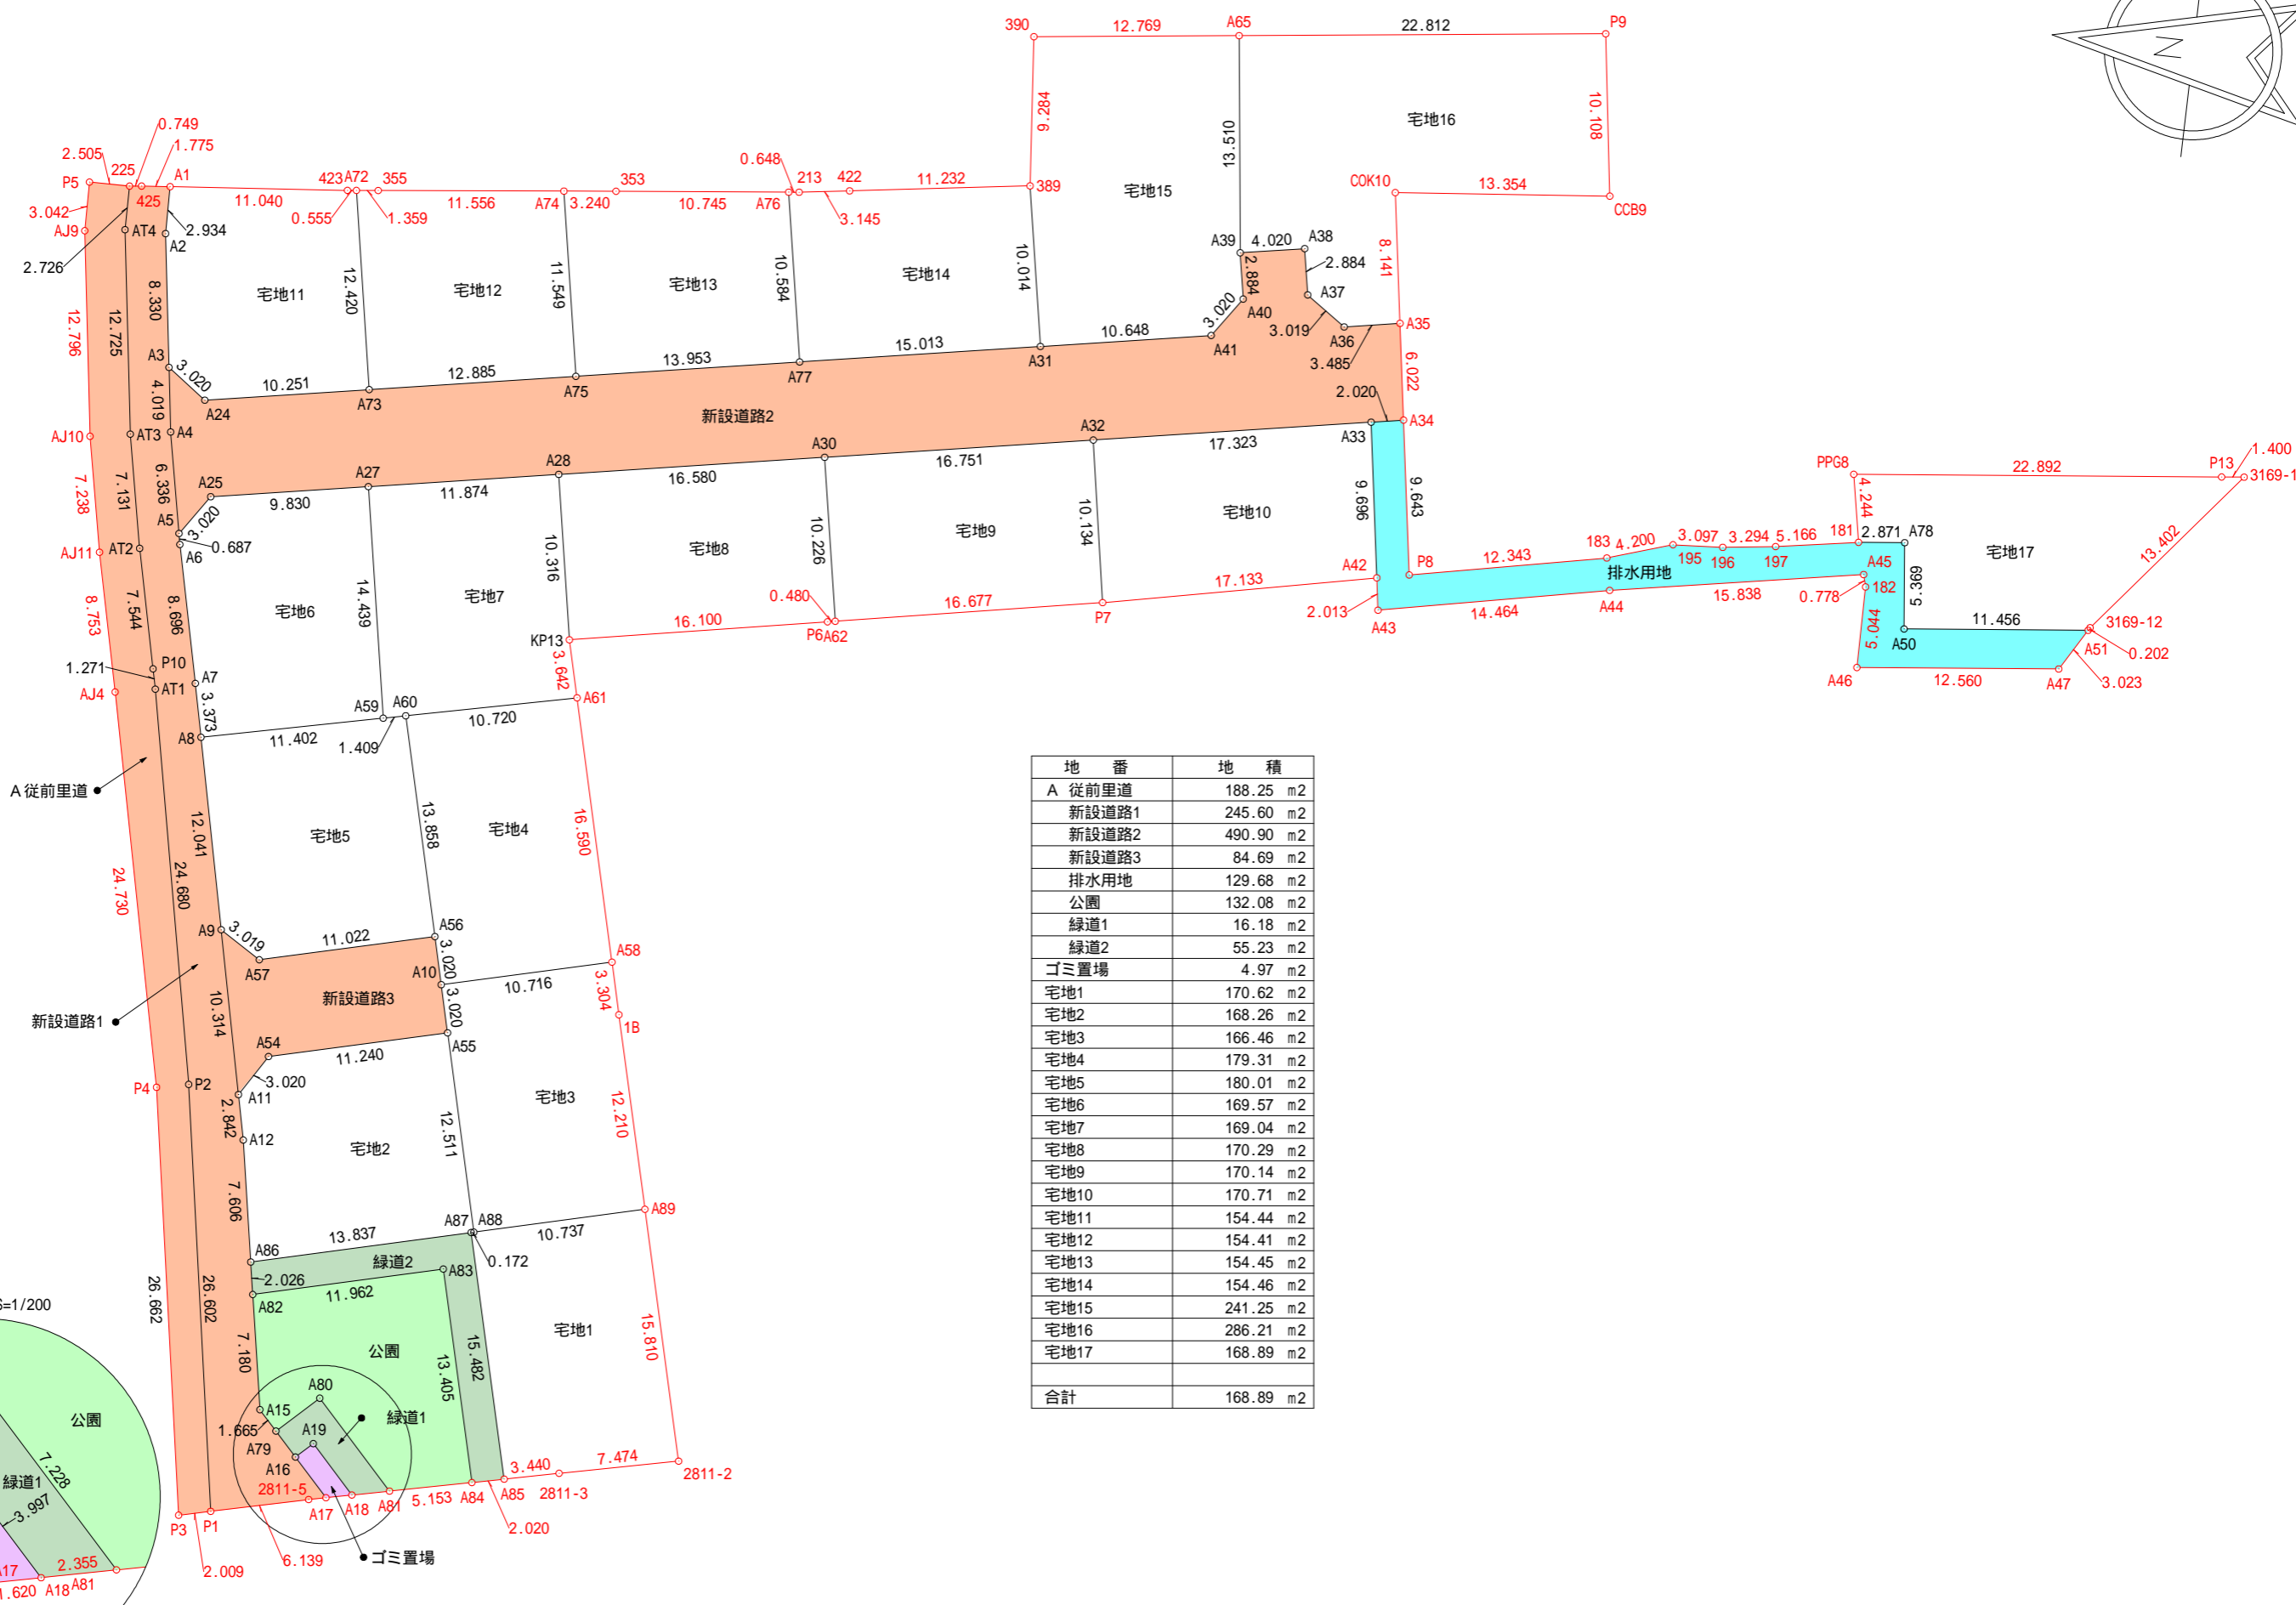 390
12.769
A65
22.812
P9
N
9.284
13.510
10.108
宅地16
宅地15
0.749
1.775
2.505
225
P5
425
A1
423
A72
355
353
0.648
213
422
11.232
389
COK10
13.354
CCB9
3.042
11.040
0.555
1.359
11.556
A74
3.240
10.745
A76
3.145
AJ9
AT4
A2
2.934
2.726
A39
4.020
A38
2.884
2.884
8.141
宅地11
12.420
宅地12
11.549
宅地13
10.584
宅地14
10.014
12.796
12.725
8.330
A37
A40
3.020
3.019
A36
A35
A41
3.485
A3
3.020
10.251
A24
A73
12.885
A75
13.953
A77
15.013
A31
10.648
6.022
4.019
新設道路2
2.020
A34
A33
AJ10
AT3
A4
A25
A27
A28
A30
A32
17.323
16.751
16.580
11.874
9.830
7.238
7.131
6.336
A5
3.020
0.687
A6
AJ11
AT2
9.696
9.643
PPG8
22.892
P13
1.400
3169-1
4.244
181
2.871
A78
宅地17
13.402
宅地6
14.439
宅地7
10.316
宅地8
10.226
宅地9
10.134
宅地10
A42
P8
12.343
183
4.200
3.097
3.294
5.166
195
196
197
排水用地
A45
182
0.778
15.838
A44
14.464
A43
2.013
17.133
P7
16.677
0.480
P6
A62
16.100
KP13
3.642
A61
5.369
5.044
11.456
A50
3169-12
A51
0.202
3.023
A46
12.560
A47
8.753
7.544
8.696
P10
1.271
AT1
A7
AJ4
3.373
A8
11.402
A59
A60
1.409
10.720
A 従前里道
12.041
宅地5
13.858
宅地4
16.590
24.730
24.680
A9
3.019
A57
11.022
A56
3.020
A10
3.020
10.716
A58
3.304
1B
新設道路3
新設道路1
10.314
A54
11.240
A55
3.020
A11
P4
P2
2.842
A12
宅地2
12.511
宅地3
12.210
7.606
A86
13.837
A87
A88
10.737
A89
0.172
緑道2
2.026
A83
A82
11.962
26.662
26.602
7.180
公園
13.405
15.482
宅地1
15.810
A15
A80
1.665
A79
A19
緑道1
A16
2811-5
A17
A18
A81
5.153
A84
A85
3.440
2811-3
7.474
2811-2
P3
P1
2.009
6.139
ゴミ置場
2.020
=1/200
公園
7.228
緑道1
3.997
2.355
.620
A18
A81
地 番 地 積
A 従前里道 188.25 m2
新設道路1 245.60 m2
新設道路2 490.90 m2
新設道路3 84.69 m2
排水用地 129.68 m2
公園 132.08 m2
緑道1 16.18 m2
緑道2 55.23 m2
ゴミ置場 4.97 m2
宅地1 170.62 m2
宅地2 168.26 m2
宅地3 166.46 m2
宅地4 179.31 m2
宅地5 180.01 m2
宅地6 169.57 m2
宅地7 169.04 m2
宅地8 170.29 m2
宅地9 170.14 m2
宅地10 170.71 m2
宅地11 154.44 m2
宅地12 154.41 m2
宅地13 154.45 m2
宅地14 154.46 m2
宅地15 241.25 m2
宅地16 286.21 m2
宅地17 168.89 m2
合計 168.89 m2